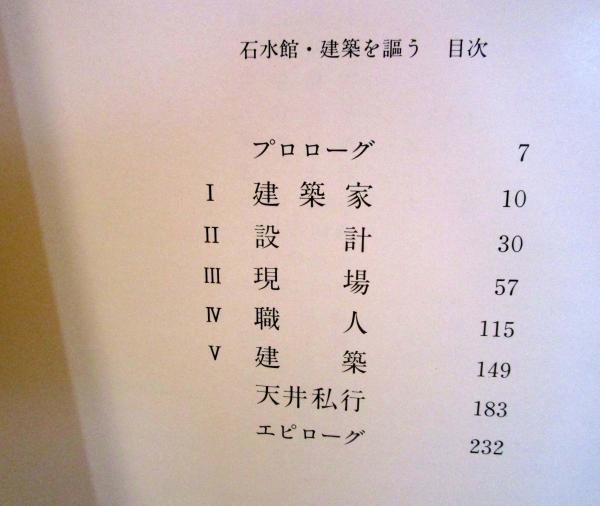 石水館・建築を謳う 目次
プロローグ 7
I 建築家 10
II 設計 30
III 現場 57
IV 職人 115
V 建築 149
天井私行 183
エピローグ 232